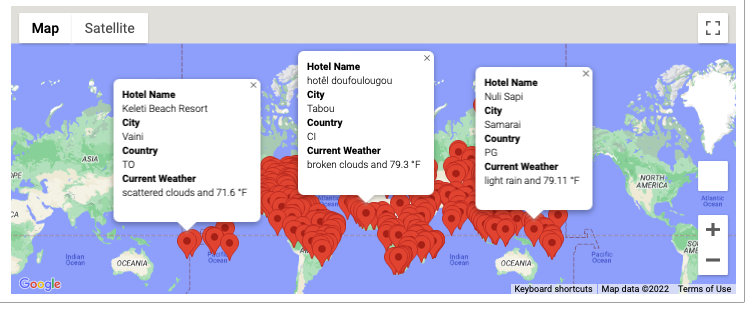 Map
Satellite
Hotel Name
Keleti Beach Resort
City
Vaini
Country
TO
Current Weather
scattered clouds and 71.6 °F
Hotel Name
hotêl doufoulougou
City
Tabou
Country
CI
Current Weather
broken clouds and 79.3 °F
Hotel Name
Nuli Sapi
City
Samarai
Country
PG
Current Weather
light rain and 79.11 °F
ASIA
NORTH
AMERICA
Atlantic
Ocean
Indian
Ocean
OCEANIA
Pacific
Ocean
Indian
Ocean
OCEANIA
Pacific
Ocean
Google
Keyboard shortcuts
Map data ©2022
Terms of Use